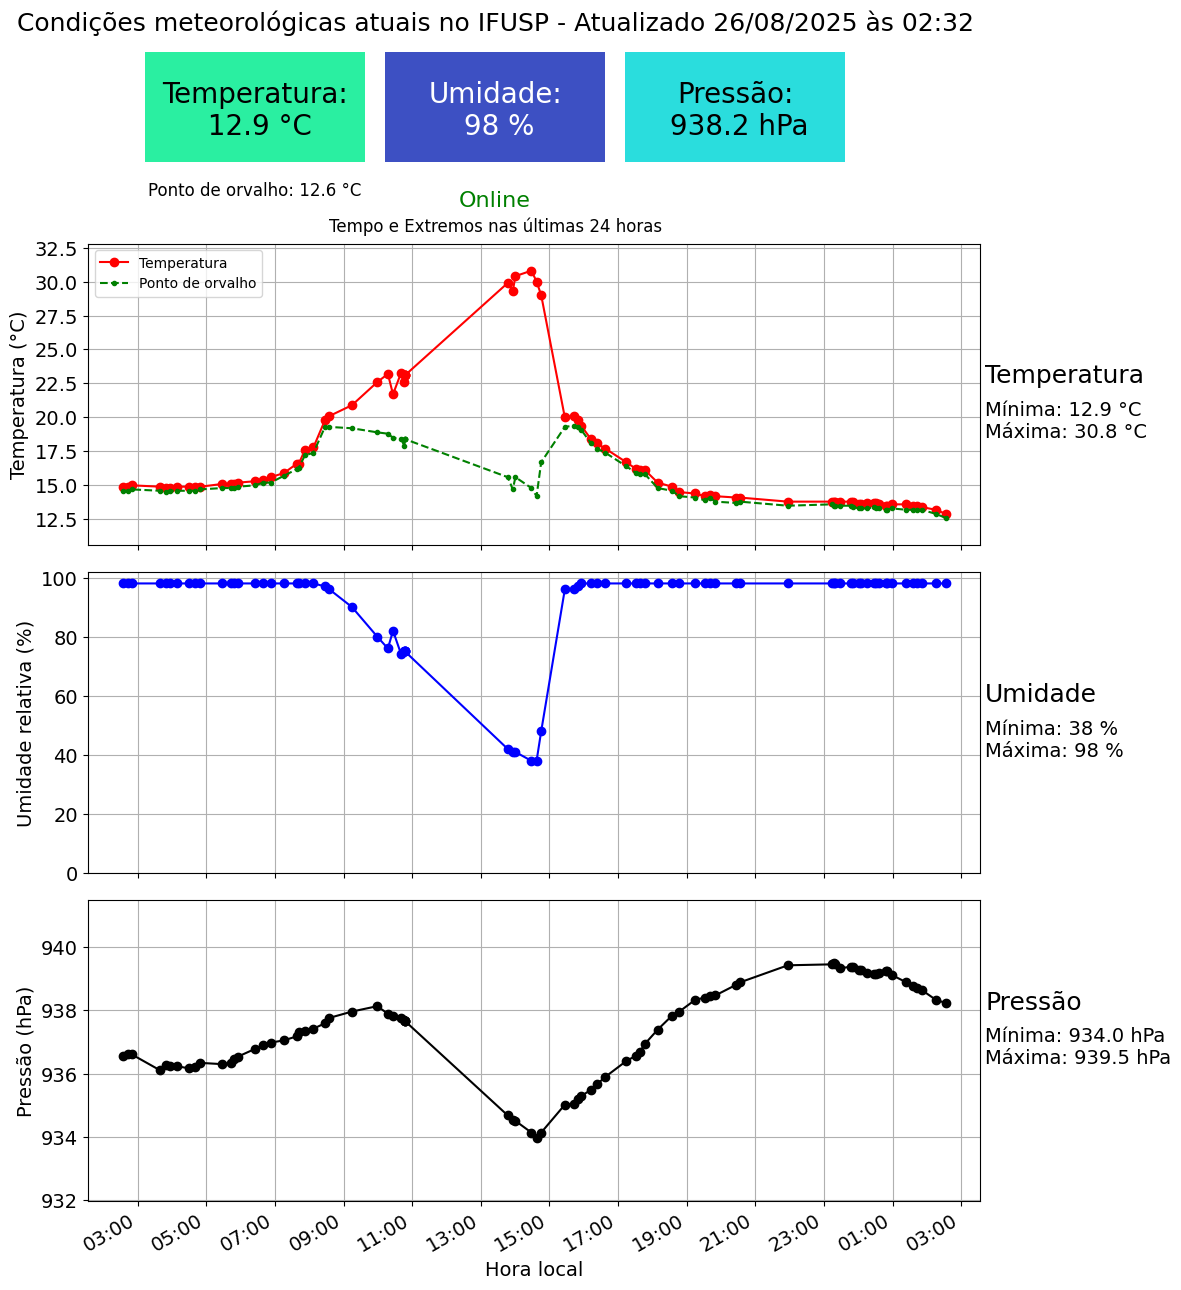 Condições meteorológicas atuais no IFUSP - Atualizado 26/08/2025 às 02:32
Temperatura:
12.9 °C
Umidade:
98 %
Pressão:
938.2 hPa
Ponto de orvalho: 12.6 °C
Online
Tempo e Extremos nas últimas 24 horas
Temperatura
Ponto de orvalho
Temperatura (°C)
32.5
30.0
27.5
25.0
22.5
20.0
17.5
15.0
12.5
Temperatura
Mínima: 12.9 °C
Máxima: 30.8 °C
Umidade relativa (%)
100
80
60
40
20
0
Umidade
Mínima: 38 %
Máxima: 98 %
Pressão (hPa)
940
938
936
934
932
Pressão
Mínima: 934.0 hPa
Máxima: 939.5 hPa
03:00 05:00 07:00 09:00 11:00 13:00 15:00 17:00 19:00 21:00 23:00 01:00 03:00
Hora local